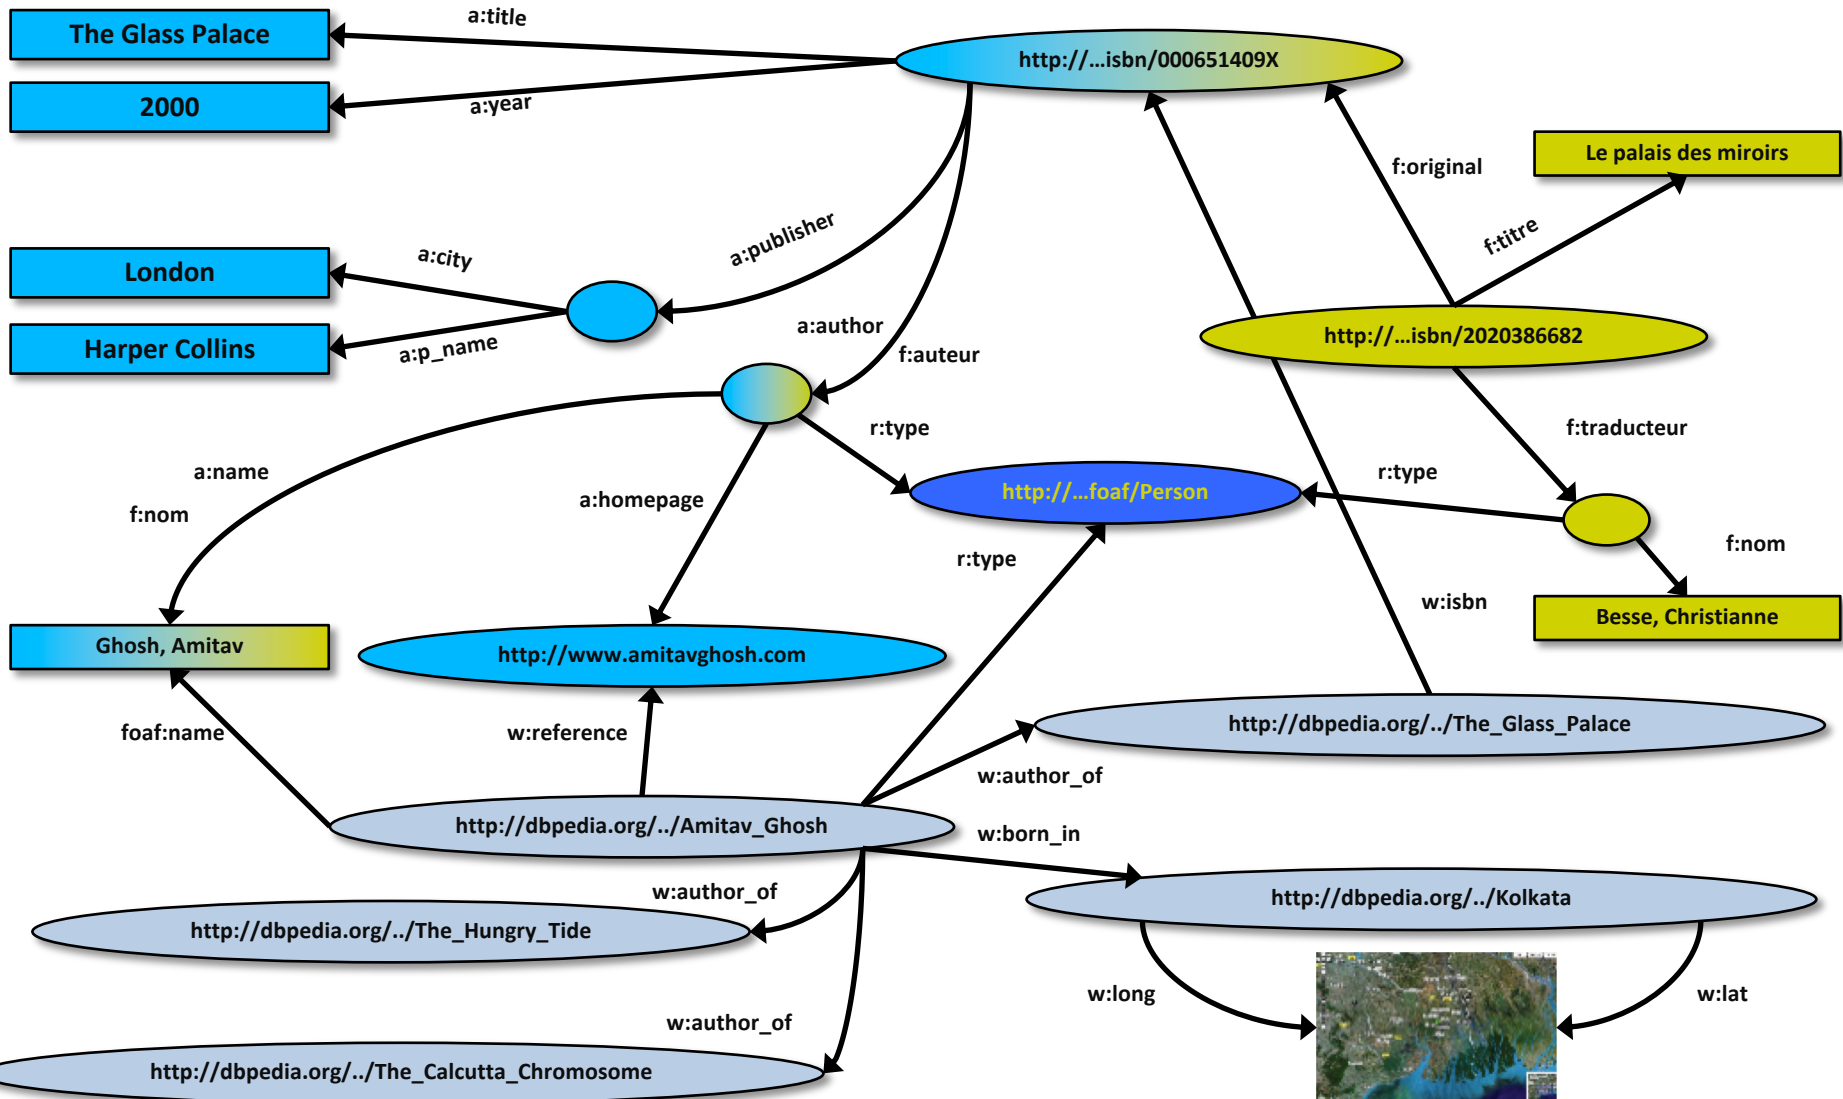 a:title
The Glass Palace
http://...isbn/000651409X
2000
a:year
Le palais des miroirs
f:original
a:publisher
f:titre
a:city
London
a:author
http://...isbn/2020386682
Harper Collins
a:p_name
f:auteur
r:type
f:traducteur
a:name
r:type
a:homepage
http://...foaf/Person
f:nom
f:nom
r:type
w:isbn
Besse, Christianne
Ghosh, Amitav
http://www.amitavghosh.com
http://dbpedia.org/../The_Glass_Palace
foaf:name
w:reference
w:author_of
http://dbpedia.org/../Amitav_Ghosh
w:born_in
w:author_of
http://dbpedia.org/../Kolkata
http://dbpedia.org/../The_Hungry_Tide
w:long
w:lat
w:author_of
http://dbpedia.org/../The_Calcutta_Chromosome